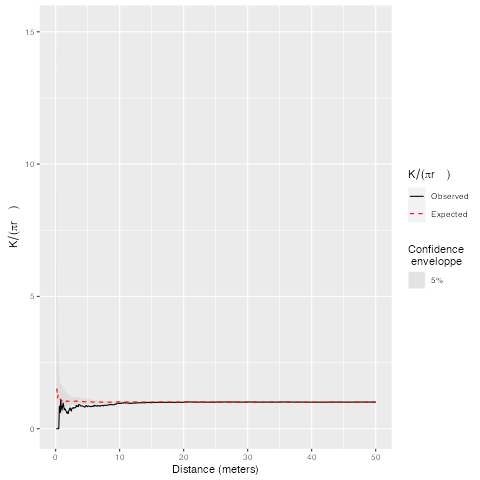 15
10
5
0
K/(πr )
0
10
20
30
40
50
Distance (meters)
K/(πr )
Observed
Expected
Confidence
enveloppe
5%